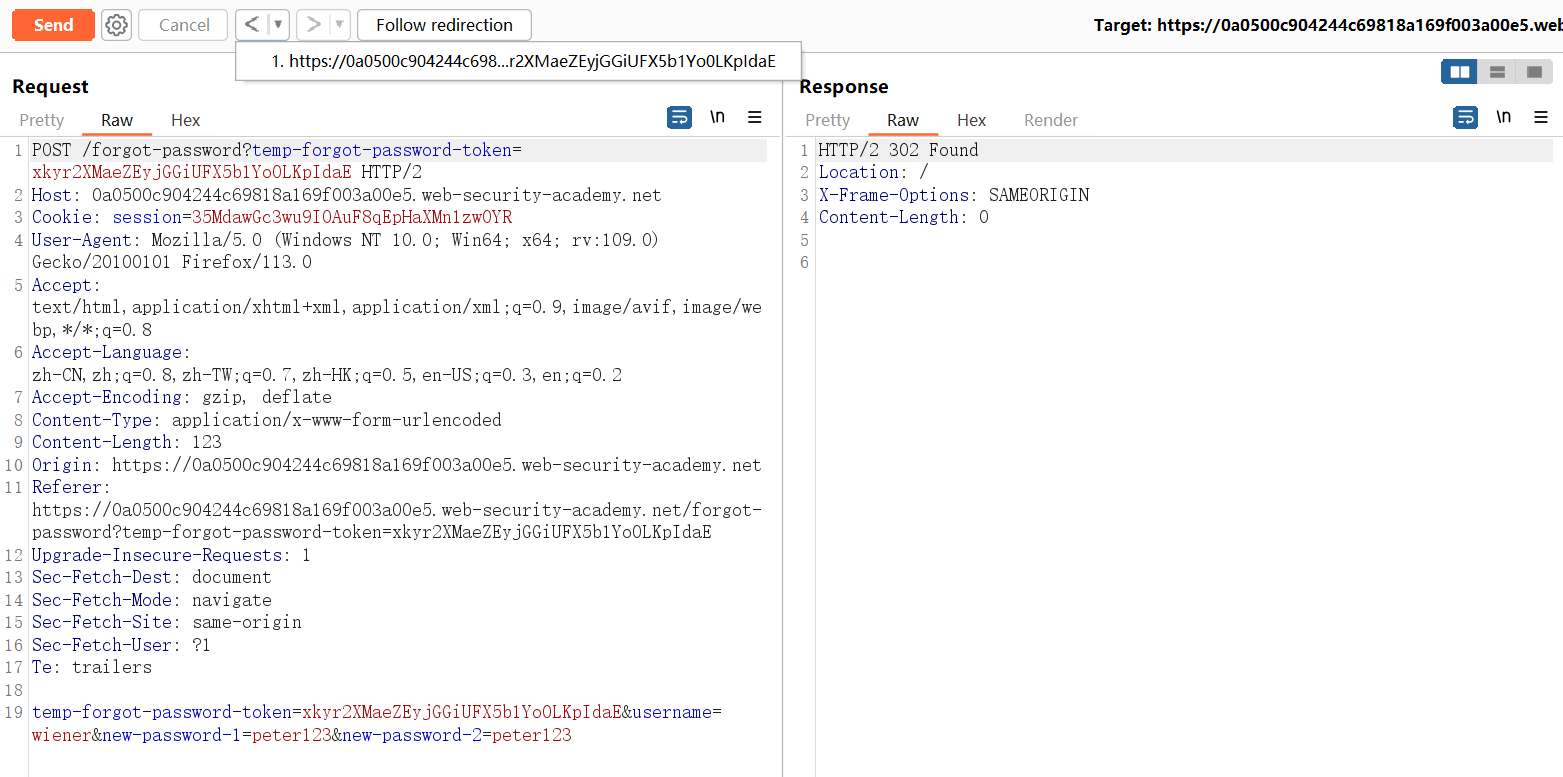 Send
Cancel
<
>
Follow redirection
Target: https://0a0500c904244c69818a169f003a00e5.web
1. https://0a0500c904244c698...r2XMaeZEyjGGiUFX5b1Yo0LKpIdaE
Request
Pretty
Raw
Hex
\n
1 POST /forgot-password?temp-forgot-password-token=
xkyr2XMaeZEyjGGiUFX5b1Yo0LKpIdaE HTTP/2
2 Host: 0a0500c904244c69818a169f003a00e5.web-security-academy.net
3 Cookie: session=35MdawGc3wu9I0AuF8qEpHaXMn1zw0YR
4 User-Agent: Mozilla/5.0 (Windows NT 10.0; Win64; x64; rv:109.0)
Gecko/20100101 Firefox/113.0
5 Accept:
text/html,application/xhtml+xml,application/xml;q=0.9,image/avif,image/we
bp,*/*;q=0.8
6 Accept-Language:
zh-CN,zh;q=0.8,zh-TW;q=0.7,zh-HK;q=0.5,en-US;q=0.3,en;q=0.2
7 Accept-Encoding: gzip, deflate
8 Content-Type: application/x-www-form-urlencoded
9 Content-Length: 123
10 Origin: https://0a0500c904244c69818a169f003a00e5.web-security-academy.net
11 Referer:
https://0a0500c904244c69818a169f003a00e5.web-security-academy.net/forgot-
password?temp-forgot-password-token=xkyr2XMaeZEyjGGiUFX5b1Yo0LKpIdaE
12 Upgrade-Insecure-Requests: 1
13 Sec-Fetch-Dest: document
14 Sec-Fetch-Mode: navigate
15 Sec-Fetch-Site: same-origin
16 Sec-Fetch-User: ?1
17 Te: trailers
18
19 temp-forgot-password-token=xkyr2XMaeZEyjGGiUFX5b1Yo0LKpIdaE&username=
wiener&new-password-1=peter123&new-password-2=peter123
Response
Pretty
Raw
Hex
Render
\n
1 HTTP/2 302 Found
2 Location: /
3 X-Frame-Options: SAMEORIGIN
4 Content-Length: 0
5
6